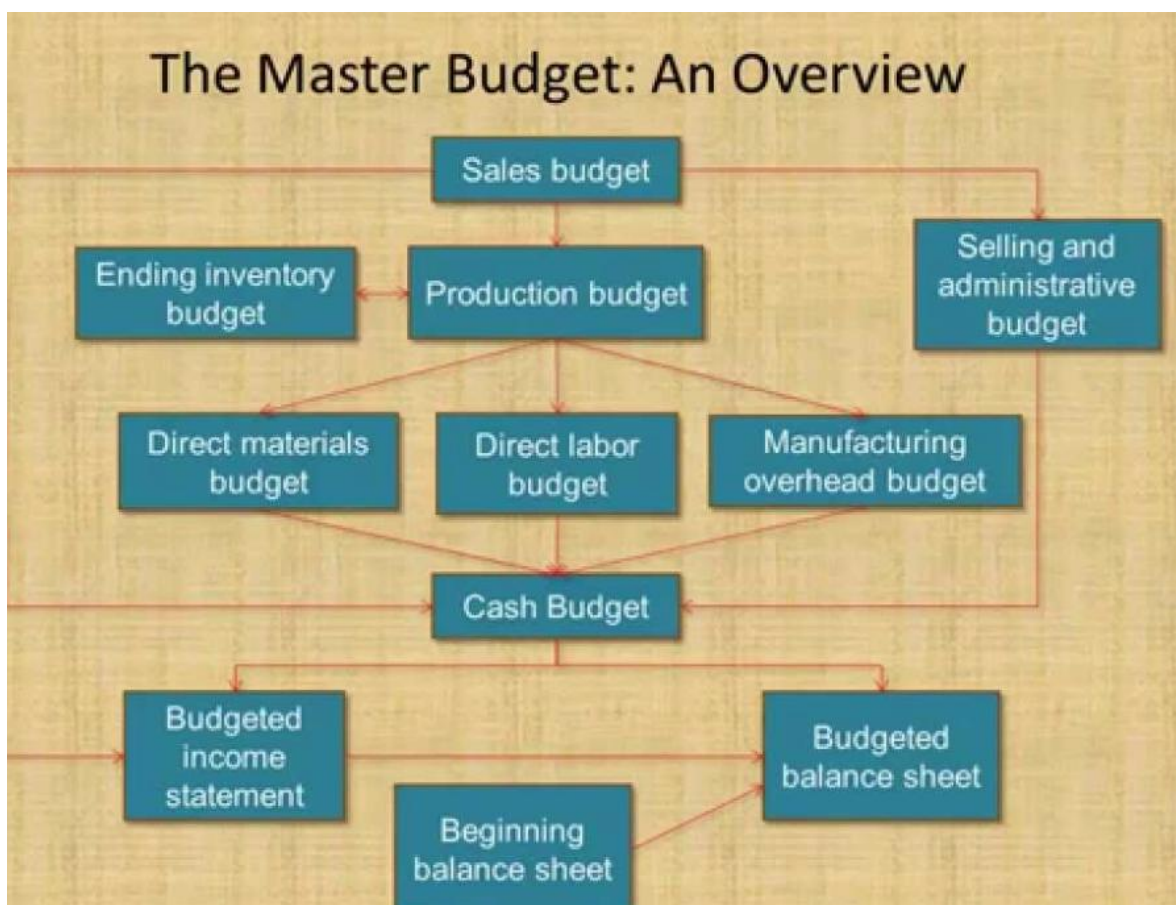 The Master Budget: An Overview
Sales budget
Ending inventory
budget
Production budget
Selling and
administrative
budget
Direct materials
budget
Direct labor
budget
Manufacturing
overhead budget
Cash Budget
Budgeted
income
statement
Budgeted
balance sheet
Beginning
balance sheet